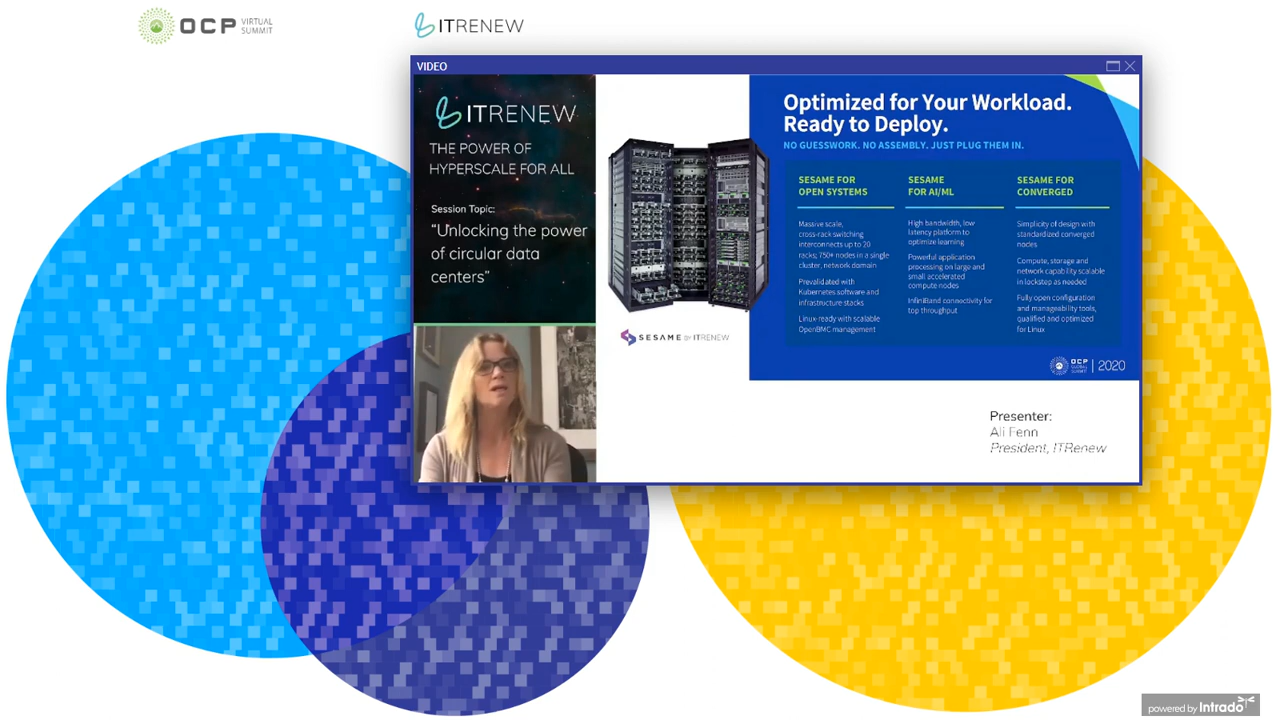 OCP VIRTUAL
SUMMIT
ITRENEW
VIDEO
ITRENEW
THE POWER OF
HYPERSCALE FOR ALL
Session Topic:
"Unlocking the power
of circular data
centers"
SESAME BY ITRENEW
Optimized for Your Workload.
Ready to Deploy.
NO GUESSWORK. NO ASSEMBLY. JUST PLUG THEM IN.
SESAME FOR
OPEN SYSTEMS
Massive scale,
cross-rack switching
interconnects up to 20
racks; 750+ nodes in a single
cluster, network domain
Prevalidated with
Kubernetes software and
infrastructure stacks
Linux-ready with scalable
OpenBMC management
SESAME
FOR AI/ML
High bandwidth, low
latency platform to
optimize learning
Powerful application
processing on large and
small accelerated
compute nodes
InfiniBand connectivity for
top throughput
SESAME FOR
CONVERGED
Simplicity of design with
standardized converged
nodes
Compute, storage and
network capability scalable
in lockstep as needed
Fully open configuration
and manageability tools,
qualified and optimized
for Linux
OCP
GLOBAL
SUMMIT
2020
Presenter:
Ali Fenn
President, ITRenew
powered by Intrado